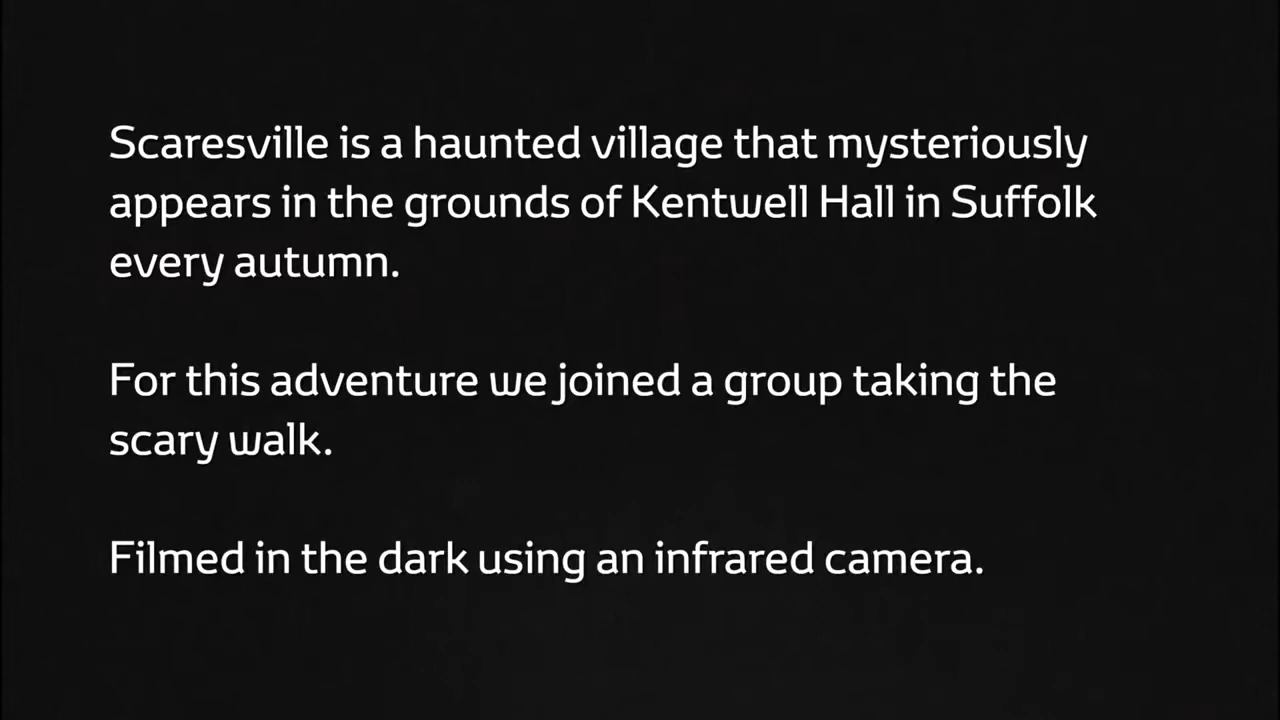 Scaresville is a haunted village that mysteriously
appears in the grounds of Kentwell Hall in Suffolk
every autumn.
For this adventure we joined a group taking the
scary walk.
Filmed in the dark using an infrared camera.